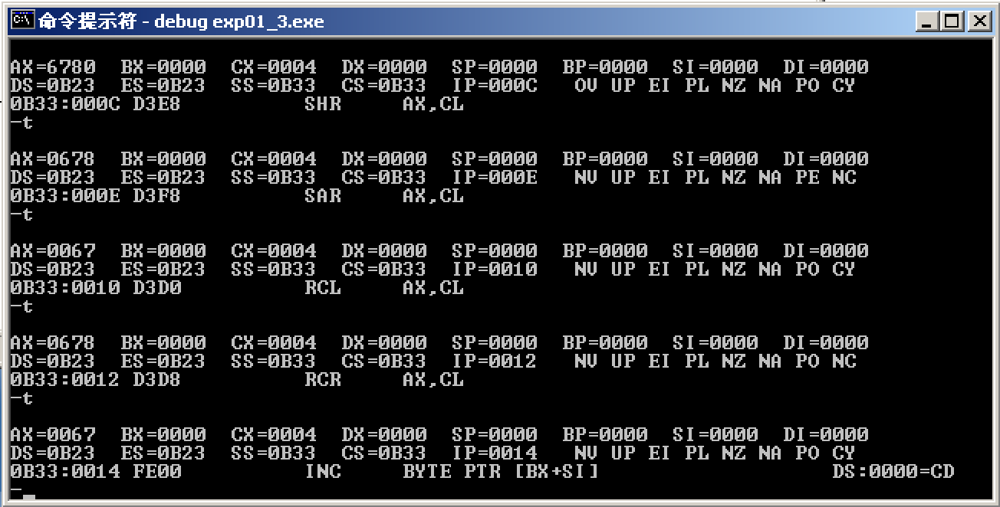 命令提示符 - debug exp01_3.exe
AX=6780 BX=0000 CX=0004 DX=0000 SP=0000 BP=0000 SI=0000 DI=0000
DS=0B23 ES=0B23 SS=0B33 CS=0B33 IP=000C OV UP EI PL NZ NA PO CY
0B33:000C D3E8 SHR AX,CL
-t
AX=0678 BX=0000 CX=0004 DX=0000 SP=0000 BP=0000 SI=0000 DI=0000
DS=0B23 ES=0B23 SS=0B33 CS=0B33 IP=000E NV UP EI PL NZ NA PE NC
0B33:000E D3F8 SAR AX,CL
-t
AX=0067 BX=0000 CX=0004 DX=0000 SP=0000 BP=0000 SI=0000 DI=0000
DS=0B23 ES=0B23 SS=0B33 CS=0B33 IP=0010 NV UP EI PL NZ NA PO CY
0B33:0010 D3D0 RCL AX,CL
-t
AX=0678 BX=0000 CX=0004 DX=0000 SP=0000 BP=0000 SI=0000 DI=0000
DS=0B23 ES=0B23 SS=0B33 CS=0B33 IP=0012 NV UP EI PL NZ NA PO NC
0B33:0012 D3D8 RCR AX,CL
-t
AX=0067 BX=0000 CX=0004 DX=0000 SP=0000 BP=0000 SI=0000 DI=0000
DS=0B23 ES=0B23 SS=0B33 CS=0B33 IP=0014 NV UP EI PL NZ NA PO CY
0B33:0014 FE00 INC BYTE PTR [BX+SI] DS:0000=CD
-